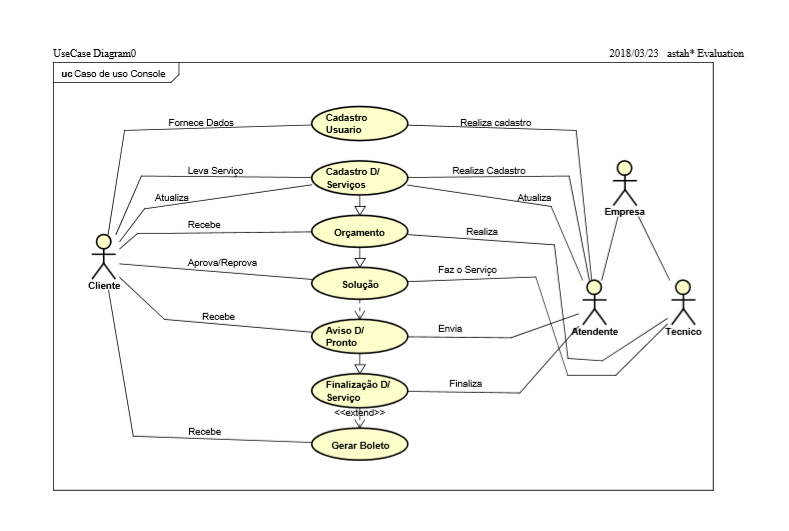 UseCase Diagram0
2018/03/23 astah* Evaluation
uc Caso de uso Console
Fornece Dados
Cadastro
Usuario
Realiza cadastro
Leva Serviço
Cadastro D/
Serviços
Realiza Cadastro
Atualiza
Atualiza
Empresa
Recebe
Orçamento
Realiza
Aprova/Reprova
Solução
Faz o Serviço
Cliente
Recebe
Aviso D/
Pronto
Envia
Atendente
Tecnico
Finalização D/
Serviço
Finaliza
<<extend>>
Recebe
Gerar Boleto